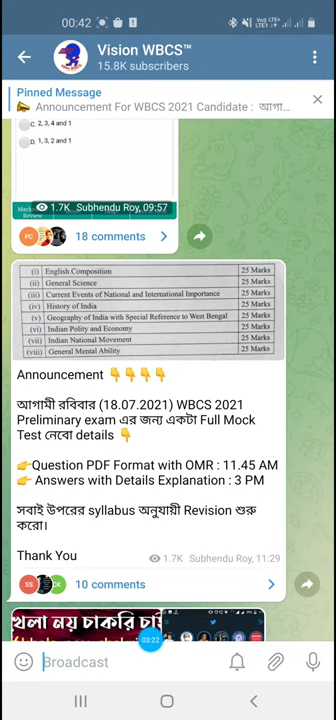 00:42
Vision WBCS™
15.8K subscribers
Pinned Message
Announcement For WBCS 2021 Candidate : আগা...
C. 2, 3, 4 and 1
D. 1, 3, 2 and 1
1.7K Subhendu Roy, 09:57
18 comments
(i) English Composition 25 Marks
(ii) General Science 25 Marks
(iii) Current Events of National and International Importance 25 Marks
(iv) History of India 25 Marks
(v) Geography of India with Special Reference to West Bengal 25 Marks
(vi) Indian Polity and Economy 25 Marks
(vii) Indian National Movement 25 Marks
(viii) General Mental Ability 25 Marks
Announcement 👇👇👇👇
আগামী রবিবার (18.07.2021) WBCS 2021
Preliminary exam এর জন্য একটা Full Mock
Test নেবো details 👇
👉Question PDF Format with OMR : 11.45 AM
👉 Answers with Details Explanation : 3 PM
সবাই উপরের syllabus অনুযায়ী Revision শুরু
করো।
Thank You
1.7K Subhendu Roy, 11:29
10 comments
03:22
Broadcast